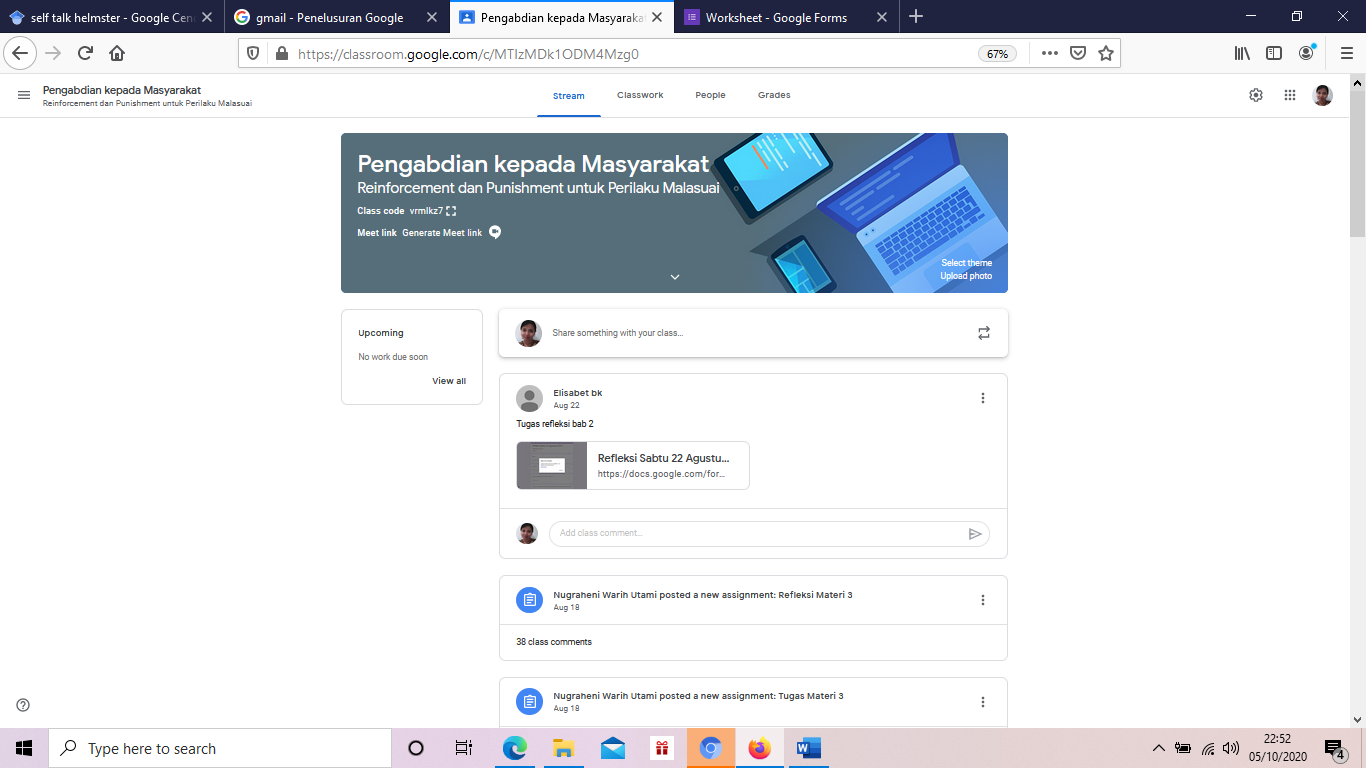 self talk helmster - Google Cen
gmail - Penelusuran Google
Pengabdian kepada Masyarakat
Worksheet - Google Forms
https://classroom.google.com/c/MTIzMDk1ODM4Mzg0
67%
Pengabdian kepada Masyarakat
Reinforcement dan Punishment untuk Perilaku Malasuai
Stream
Classwork
People
Grades
Pengabdian kepada Masyarakat
Reinforcement dan Punishment untuk Perilaku Malasuai
Class code vrmlkz7
Meet link Generate Meet link
Select theme
Upload photo
Upcoming
No work due soon
View all
Share something with your class...
Elisabet bk
Aug 22
Tugas refleksi bab 2
Refleksi Sabtu 22 Agustu...
https://docs.google.com/for...
Add class comment...
Nugraheni Warih Utami posted a new assignment: Refleksi Materi 3
Aug 18
38 class comments
Nugraheni Warih Utami posted a new assignment: Tugas Materi 3
Aug 18
Type here to search
22:52
05/10/2020
4